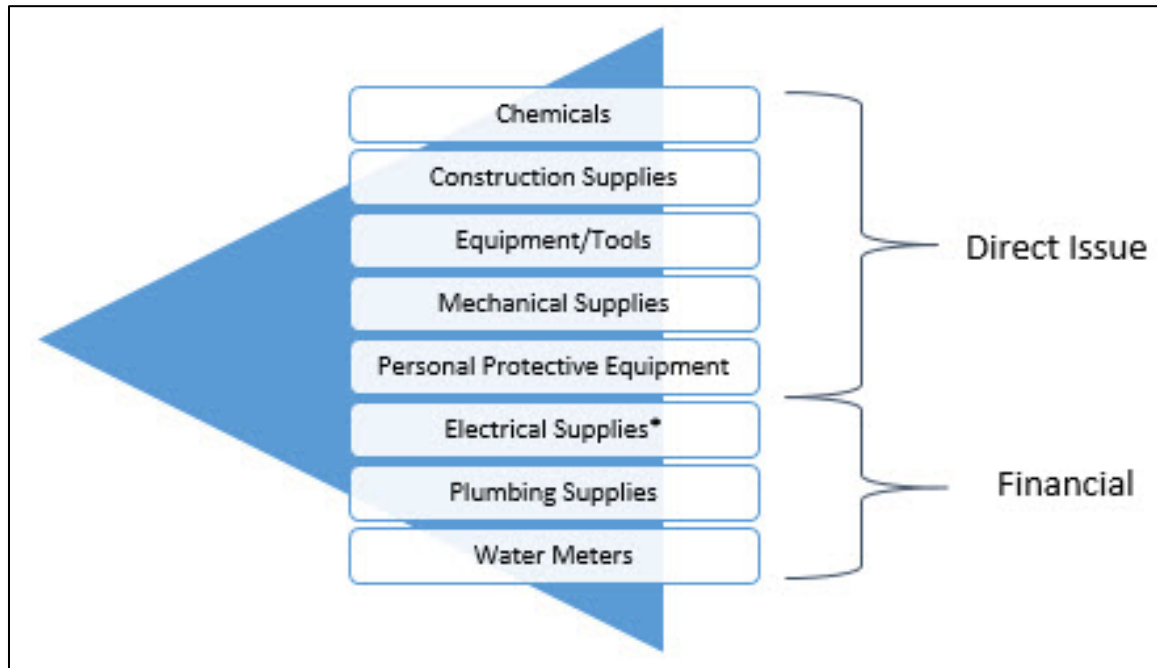 Chemicals
Construction Supplies
Equipment/Tools
Mechanical Supplies
Personal Protective Equipment
Electrical Supplies*
Plumbing Supplies
Water Meters
Direct Issue
Financial